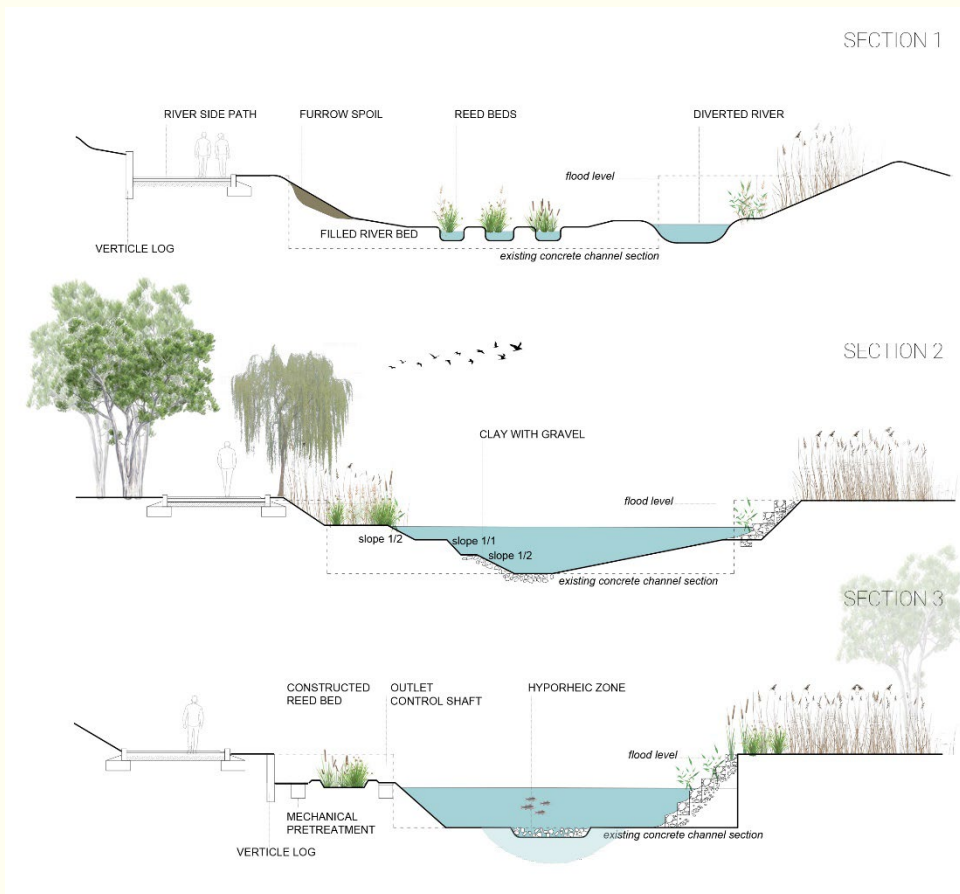 SECTION 1
RIVER SIDE PATH
FURROW SPOIL
REED BEDS
DIVERTED RIVER
flood level
FILLED RIVER BED
VERTICLE LOG
existing concrete channel section
SECTION 2
CLAY WITH GRAVEL
flood level
slope 1/2
slope 1/1
slope 1/2
existing concrete channel section
SECTION 3
CONSTRUCTED
REED BED
OUTLET
CONTROL SHAFT
HYPORHEIC ZONE
flood level
MECHANICAL
PRETREATMENT
existing concrete channel section
VERTICLE LOG